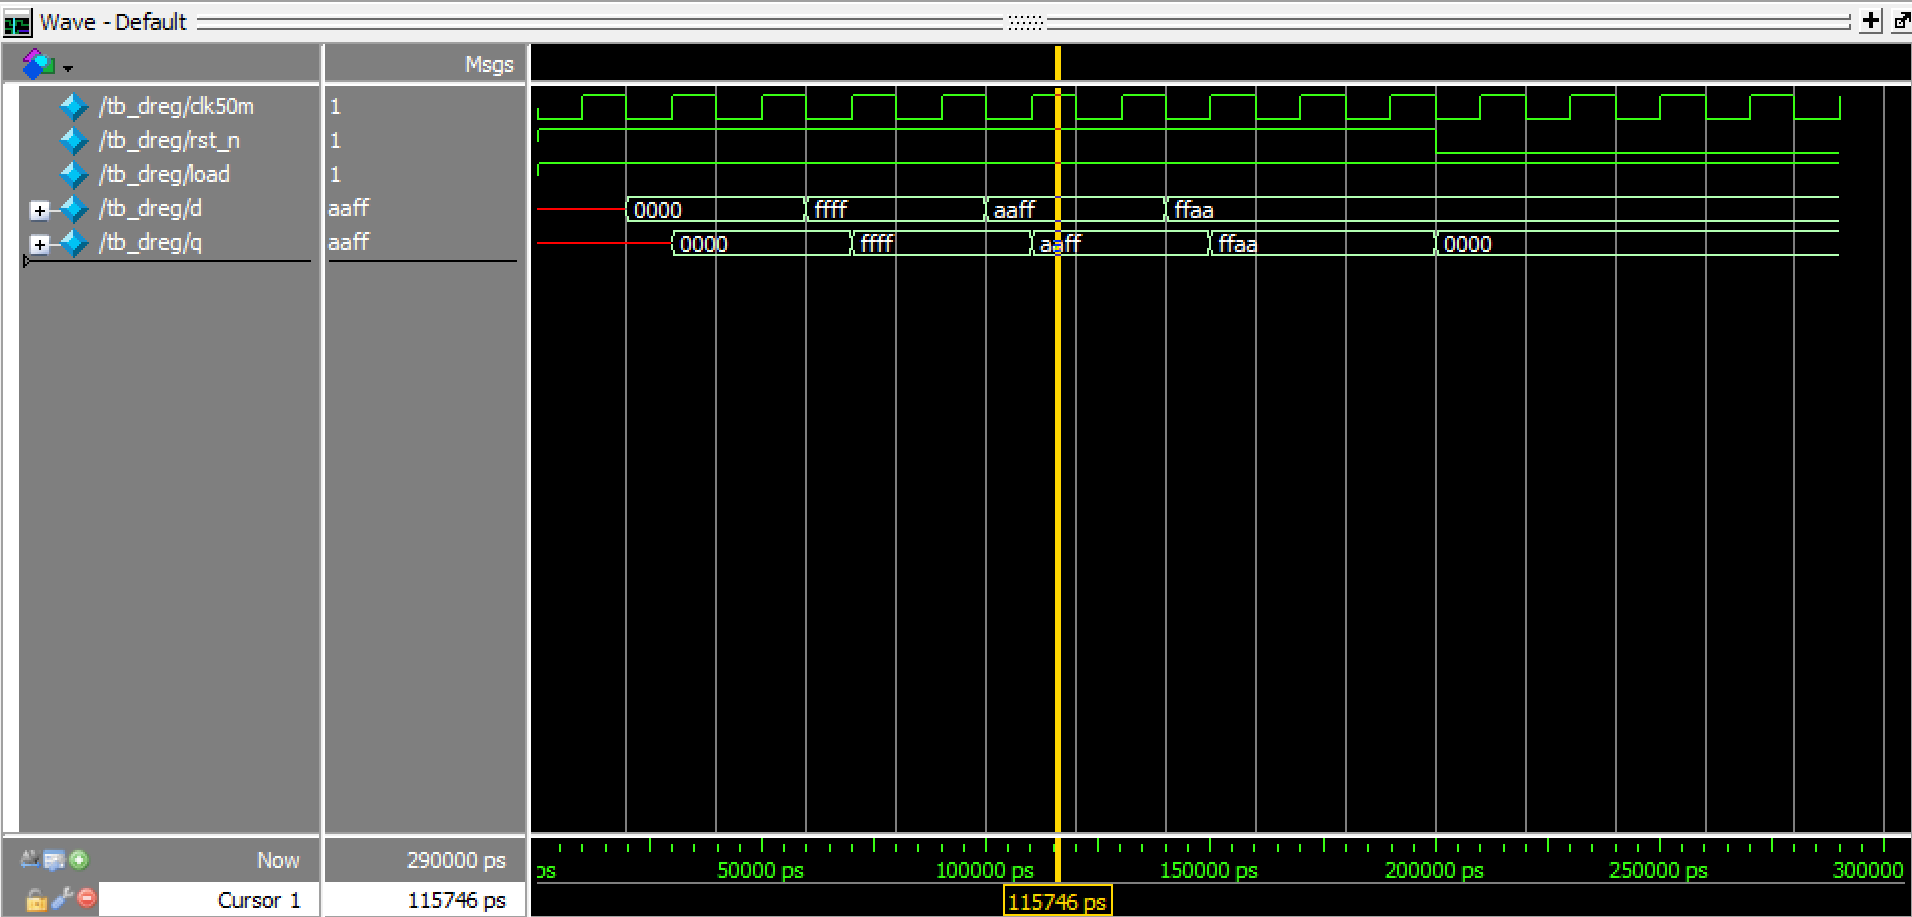 Wave - Default
Msgs
/tb_dreg/clk50m 1
/tb_dreg/rst_n 1
/tb_dreg/load 1
/tb_dreg/d aaff 0000 ffff aaff ffaa
/tb_dreg/q aaff 0000 ffff aaff ffaa 0000
Now 290000 ps ps 50000 ps 100000 ps 150000 ps 200000 ps 250000 ps 300000
Cursor 1 115746 ps 115746 ps